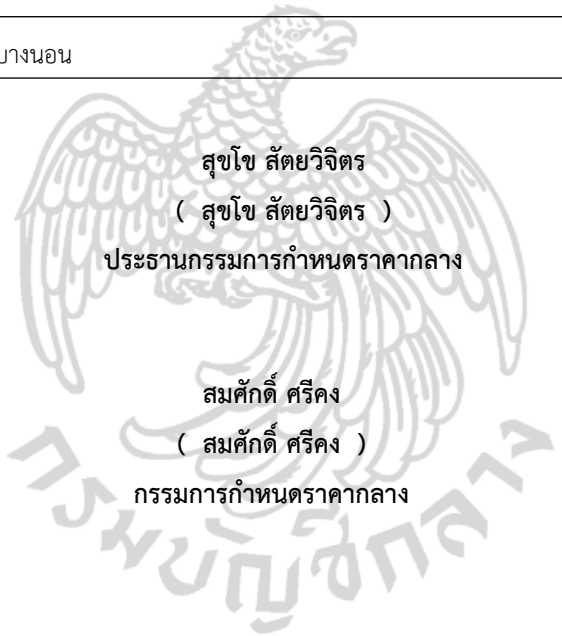 บางนอน
สุขโข สัตยวิจิตร
( สุขโข สัตยวิจิตร )
ประธานกรรมการกำหนดราคากลาง
สมศักดิ์ ศรีคง
( สมศักดิ์ ศรีคง )
กรรมการกำหนดราคากลาง
กรมบัญชีกลาง